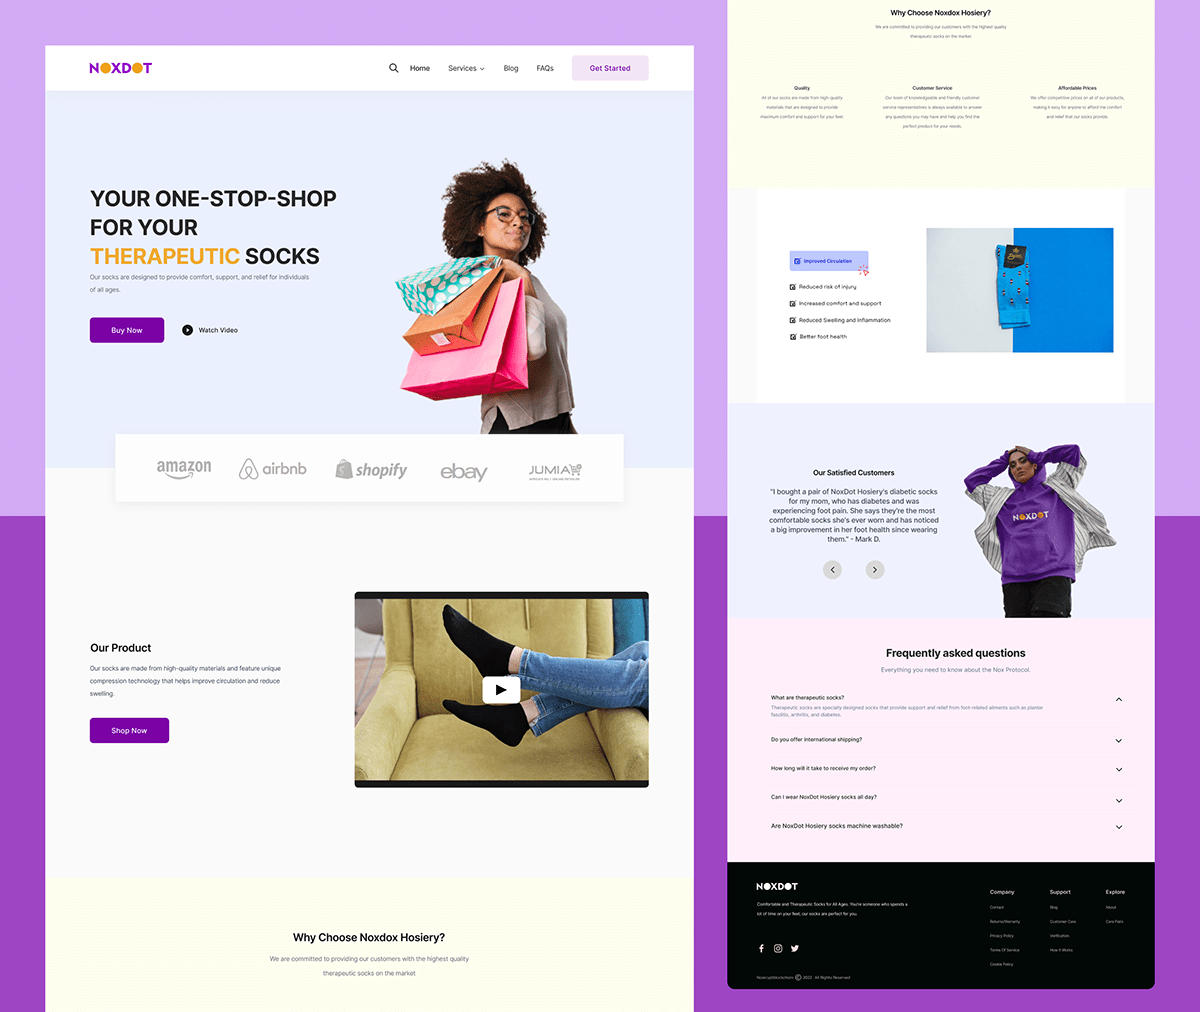 NOXDOT
Home
Services
Blog
FAQs
Get Started
YOUR ONE-STOP-SHOP
FOR YOUR
THERAPEUTIC SOCKS
Our socks are designed to provide comfort, support, and relief for individuals
of all ages.
Buy Now
Watch Video
amazon
airbnb
shopify
ebay
JUMIA
Our Product
Our socks are made from high-quality materials and feature unique
compression technology that helps improve circulation and reduce
swelling.
Shop Now
Why Choose Noxdox Hosiery?
We are committed to providing our customers with the highest quality
therapeutic socks on the market
Why Choose Noxdox Hosiery?
We are committed to providing our customers with the highest quality
therapeutic socks on the market
Quality
All of our socks are made from high-quality
materials that are designed to provide
maximum comfort and support for your feet.
Customer Service
Our team of knowledgeable and friendly customer
service representatives is always available to answer
any questions you may have and help you find the
perfect product for your needs.
Affordable Prices
We offer competitive prices on all of our products,
making it easy for anyone to afford the comfort
and relief that our socks provide.
Improved Circulation
Reduced risk of injury
Increased comfort and support
Reduced Swelling and Inflammation
Better foot health
Our Satisfied Customers
"I bought a pair of NoxDot Hosiery's diabetic socks
for my mom, who has diabetes and was
experiencing foot pain. She says they're the most
comfortable socks she's ever worn and has noticed
a big improvement in her foot health since wearing
them." - Mark D.
NOXDOT
Frequently asked questions
Everything you need to know about the Nox Protocol.
What are therapeutic socks?
Therapeutic socks are specialty designed socks that provide support and relief from foot-related ailments such as plantar
fasciitis, arthritis, and diabetes.
Do you offer international shipping?
How long will it take to receive my order?
Can I wear NoxDot Hosiery socks all day?
Are NoxDot Hosiery socks machine washable?
NOXDOT
Comfortable and Therapeutic Socks for All Ages. You're someone who spends a
lot of time on your feet, our socks are perfect for you.
Company
Contact
Returns/Warranty
Privacy Policy
Terms Of Service
Cookie Policy
Support
Blog
Customer Care
Verification
How it Works
Explore
About
Care Pairs
© 2022 All Rights Reserved